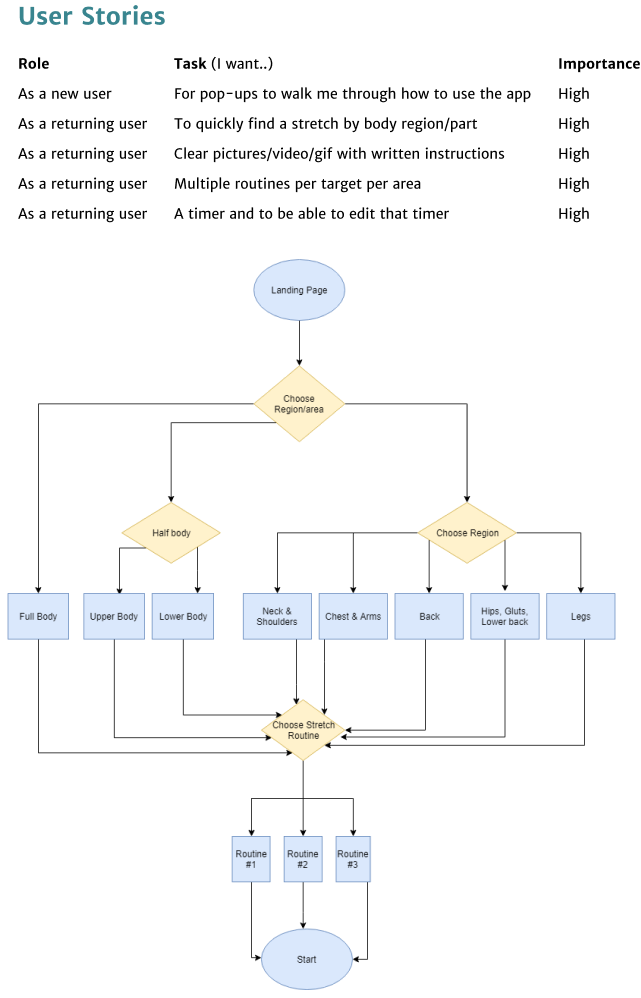 User Stories
Role Task (I want..) Importance
As a new user For pop-ups to walk me through how to use the app High
As a returning user To quickly find a stretch by body region/part High
As a returning user Clear pictures/video/gif with written instructions High
As a returning user Multiple routines per target per area High
As a returning user A timer and to be able to edit that timer High
Landing Page
Choose
Region/area
Half body
Choose Region
Full Body
Upper Body
Lower Body
Neck &
Shoulders
Chest & Arms
Back
Hips, Gluts,
Lower back
Legs
Choose Stretch
Routine
Routine
#1
Routine
#2
Routine
#3
Start